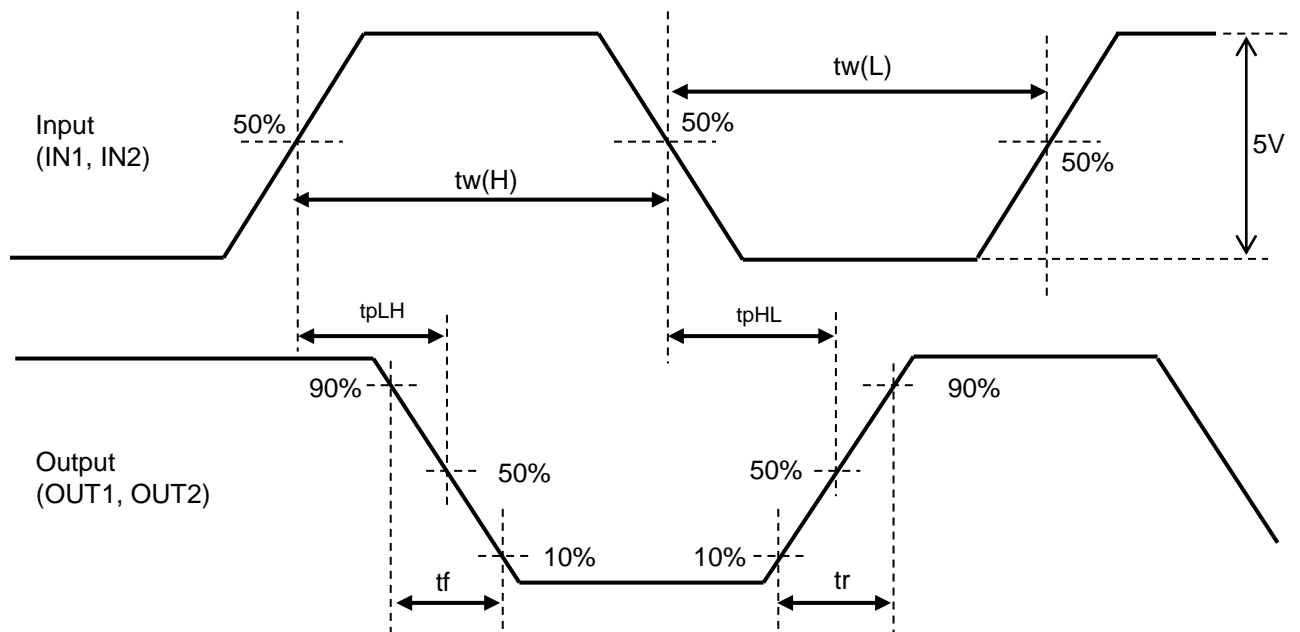 tw(L)
50%
50%
Input
(IN1, IN2)
5V
50%
tw(H)
tpLH
tpHL
90%
90%
Output
(OUT1, OUT2)
50%
50%
10%
10%
tf
tr